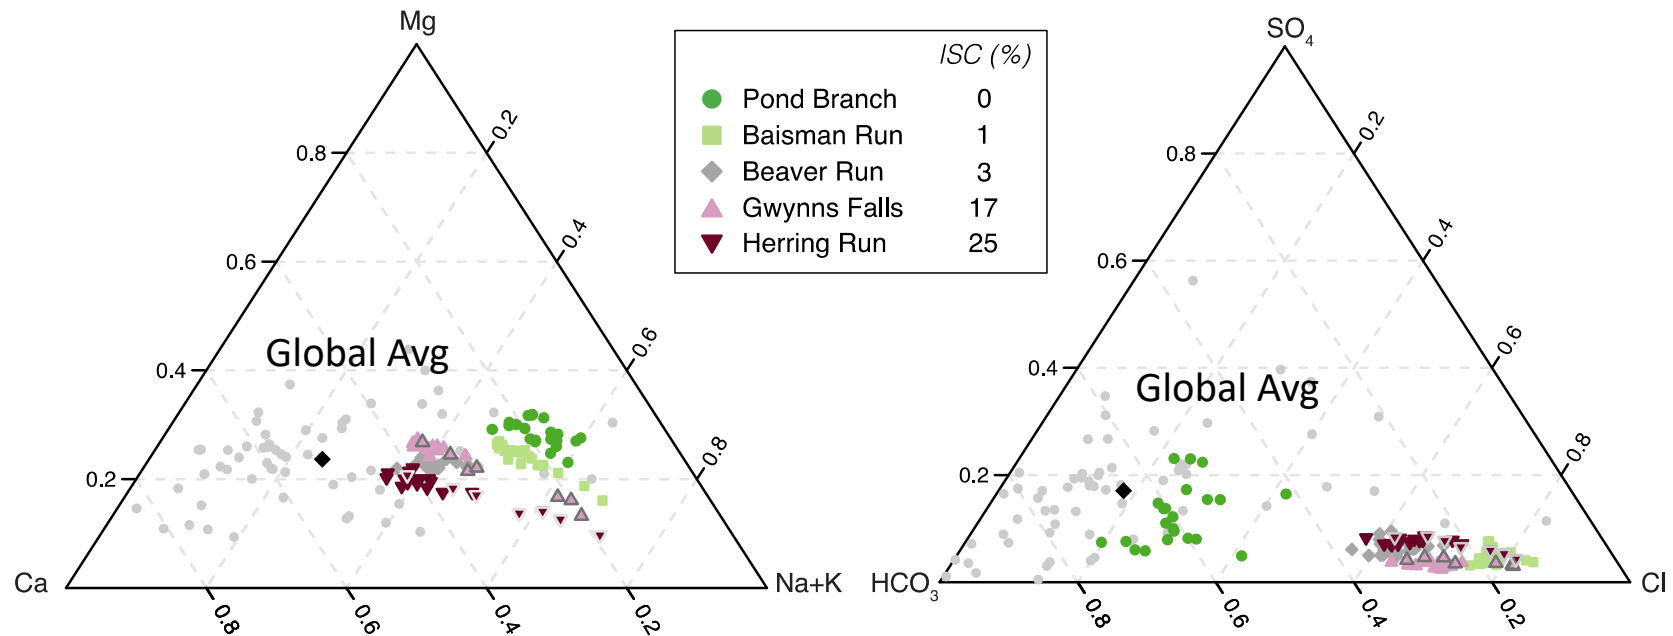 Mg
0.8
0.6
0.4
0.2
0.2
0.4
0.6
0.8
Global Avg
Ca
Na+K
0.8
0.6
0.4
0.2
ISC (%)
Pond Branch 0
Baisman Run 1
Beaver Run 3
Gwynns Falls 17
Herring Run 25
SO4
0.8
0.6
0.4
0.2
0.2
0.4
0.6
0.8
Global Avg
HCO3
Cl
0.8
0.6
0.4
0.2